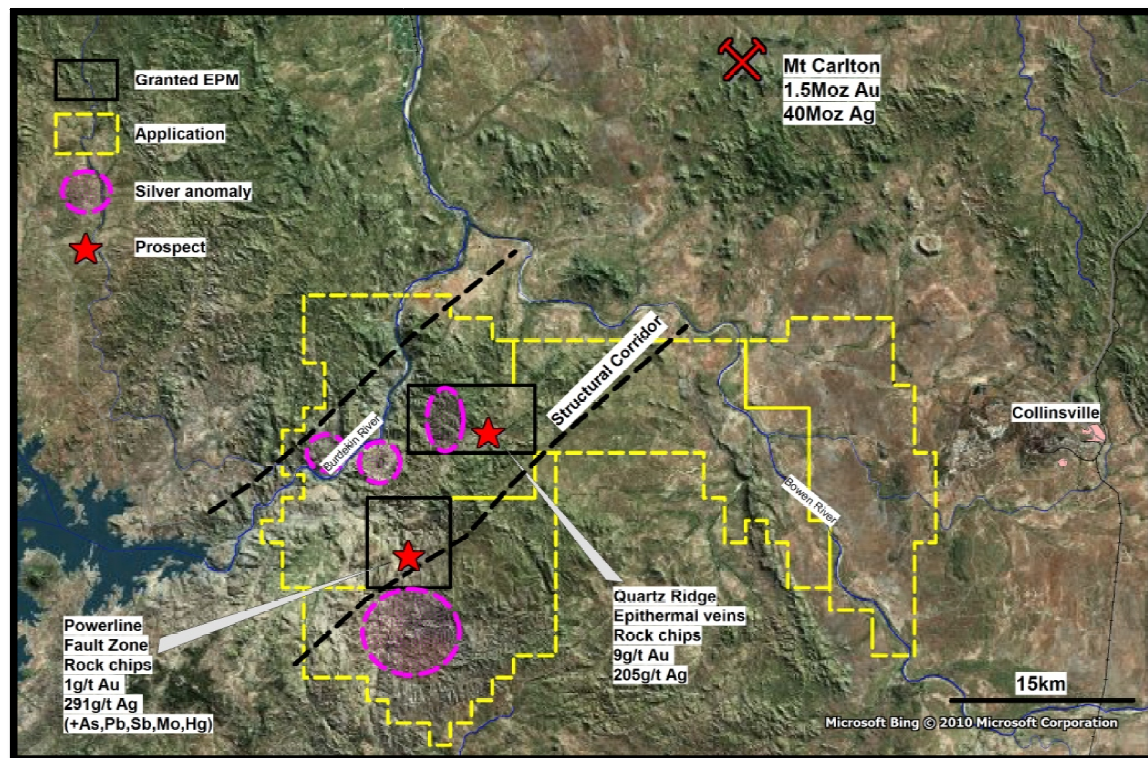 Granted EPM
Application
Silver anomaly
Prospect
Mt Carlton
1.5Moz Au
40Moz Ag
Structural Corridor
Burdekin River
Collinsville
Bowen River
Powerline
Fault Zone
Rock chips
1g/t Au
291g/t Ag
(+As,Pb,Sb,Mo,Hg)
Quartz Ridge
Epithermal veins
Rock chips
9g/t Au
205g/t Ag
15km
Microsoft Bing © 2010 Microsoft Corporation